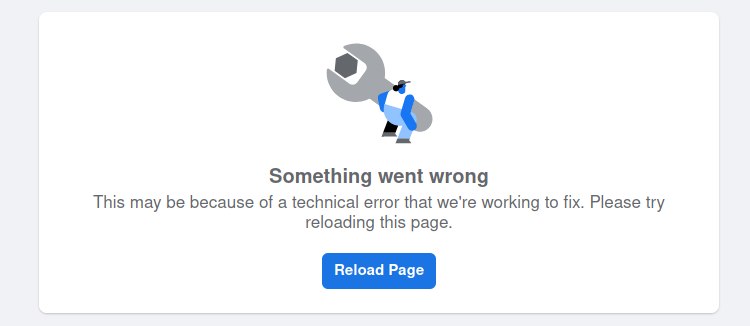 Something went wrong
This may be because of a technical error that we're working to fix. Please try
reloading this page.
Reload Page